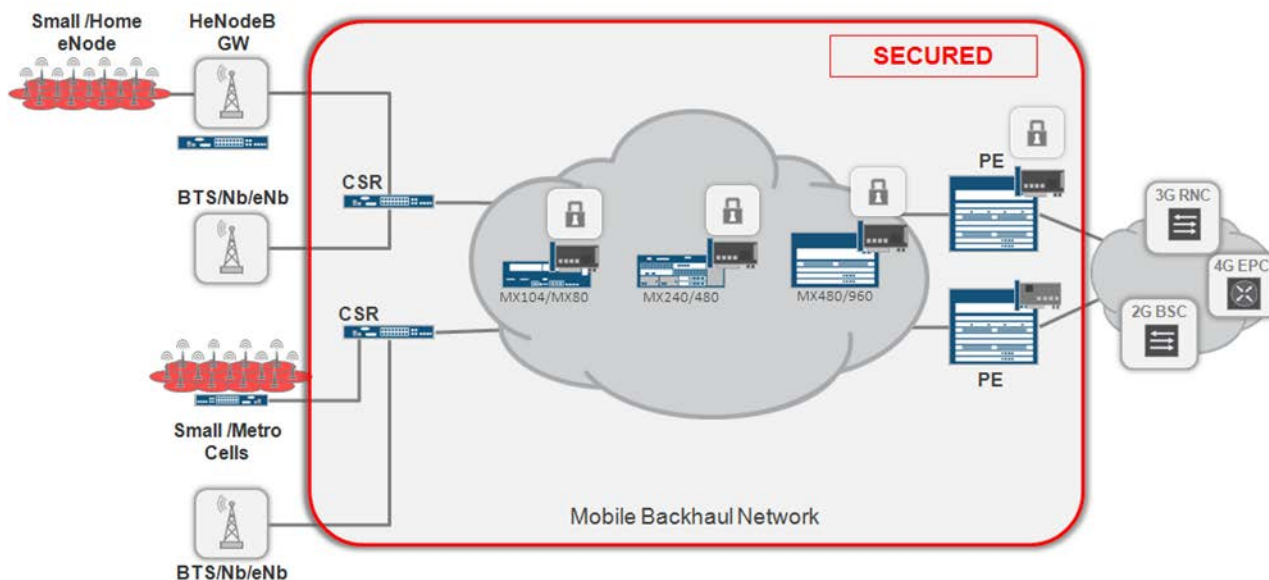 Small /Home
eNode
HeNodeB
GW
SECURED
BTS/Nb/eNb
CSR
PE
3G RNC
4G EPC
2G BSC
MX104/MX80
MX240/480
MX480/960
CSR
PE
Small /Metro
Cells
Mobile Backhaul Network
BTS/Nb/eNb